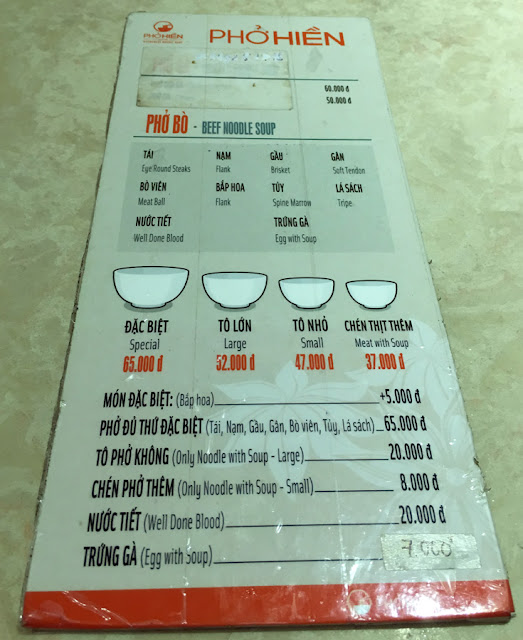 PHỞHIỀN
PHỞHIỀN
60.000 đ
50.000 đ
PHỞ BÒ - BEEF NOODLE SOUP
TÁI NẠM GẦU GÂN
Eye Round Steaks Flank Brisket Soft Tendon
BÒ VIÊN BẮP HOA TỦY LÁ SÁCH
Meat Ball Flank Spine Marrow Tripe
NƯỚC TIẾT TRỨNG GÀ
Well Done Blood Egg with Soup
ĐẶC BIỆT TÔ LỚN TÔ NHỎ CHÉN THỊT THÊM
Special Large Small Meat with Soup
65.000 đ 52.000 đ 47.000 đ 37.000 đ
MÓN ĐẶC BIỆT: (Bắp hoa) +5.000 đ
PHỞ ĐỦ THỨ ĐẶC BIỆT (Tái, Nạm, Gầu, Gân, Bò viên, Tủy, Lá sách) 65.000 đ
TÔ PHỞ KHÔNG (Only Noodle with Soup - Large) 20.000 đ
CHÉN PHỞ THÊM (Only Noodle with Soup - Small) 8.000 đ
NƯỚC TIẾT (Well Done Blood) 20.000 đ
TRỨNG GÀ (Egg with Soup) 7.000đ